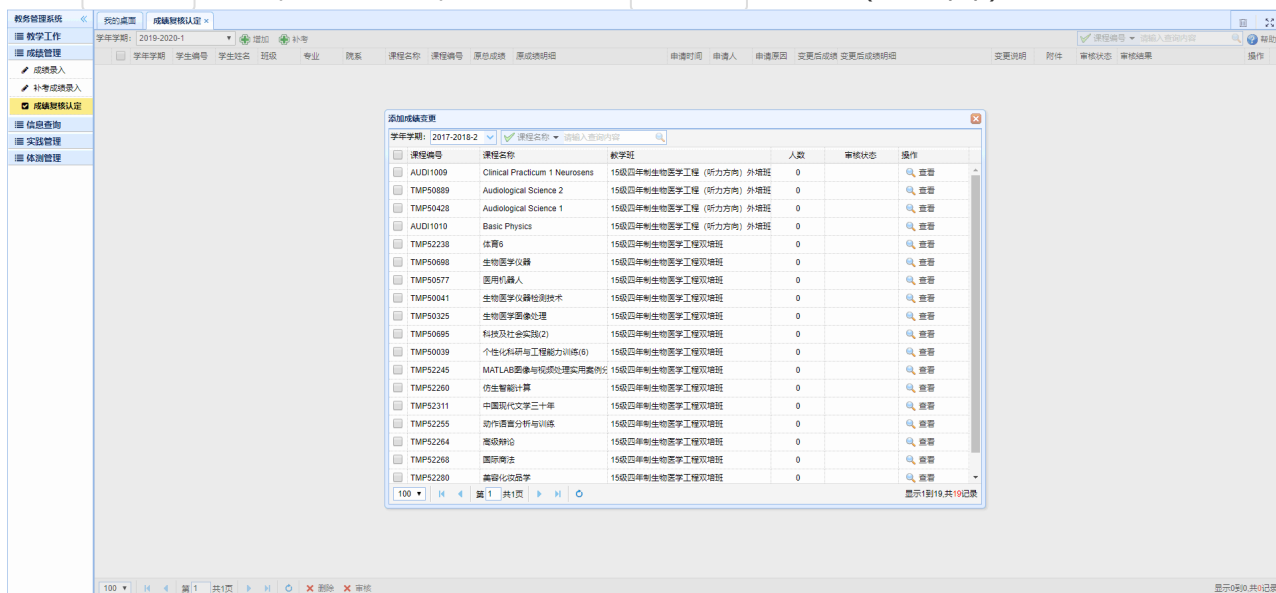 教务管理系统 《 我的桌面 成绩复核认定 ×
教学工作 学年学期: 2019-2020-1 增加 补考 课程编号 请输入查询内容 帮助
成绩管理 学年学期 学生编号 学生姓名 班级 专业 院系 课程名称 课程编号 原总成绩 原成绩明细 申请时间 申请人 申请原因 变更后成绩 变更后成绩明细 变更说明 附件 审核状态 审核结果 操作
成绩录入
补考成绩录入
成绩复核认定
信息查询
实践管理
体测管理
添加成绩变更
学年学期: 2017-2018-2 课程名称 请输入查询内容
课程编号 课程名称 教学班 人数 审核状态 操作
AUDI1009 Clinical Practicum 1 Neurosens 15级四年制生物医学工程（听力方向）外培班 0 查看
TMP50889 Audiological Science 2 15级四年制生物医学工程（听力方向）外培班 0 查看
TMP50428 Audiological Science 1 15级四年制生物医学工程（听力方向）外培班 0 查看
AUDI1010 Basic Physics 15级四年制生物医学工程（听力方向）外培班 0 查看
TMP52238 体育6 15级四年制生物医学工程双培班 0 查看
TMP50698 生物医学仪器 15级四年制生物医学工程双培班 0 查看
TMP50577 医用机器人 15级四年制生物医学工程双培班 0 查看
TMP50041 生物医学仪器检测技术 15级四年制生物医学工程双培班 0 查看
TMP50325 生物医学图像处理 15级四年制生物医学工程双培班 0 查看
TMP50695 科技及社会实践(2) 15级四年制生物医学工程双培班 0 查看
TMP50039 个性化科研与工程能力训练(6) 15级四年制生物医学工程双培班 0 查看
TMP52245 MATLAB图像与视频处理实用案例分 15级四年制生物医学工程双培班 0 查看
TMP52260 仿生智能计算 15级四年制生物医学工程双培班 0 查看
TMP52311 中国现代文学三十年 15级四年制生物医学工程双培班 0 查看
TMP52255 动作语言分析与训练 15级四年制生物医学工程双培班 0 查看
TMP52264 高级辩论 15级四年制生物医学工程双培班 0 查看
TMP52268 国际商法 15级四年制生物医学工程双培班 0 查看
TMP52280 美容化妆品学 15级四年制生物医学工程双培班 0 查看
100 第 1 共1页 显示1到19,共19记录
100 第 1 共1页 删除 审核 显示0到0,共0记录